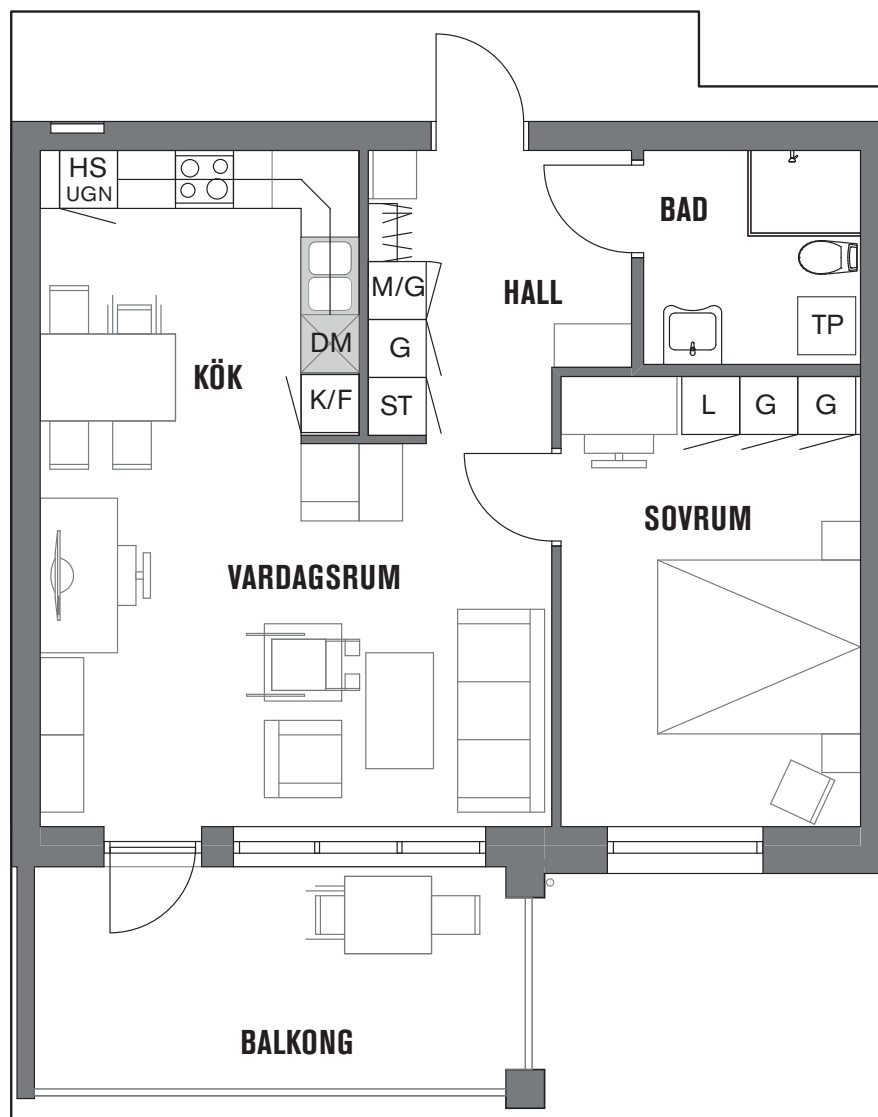 HS
UGN
BAD
M/G
HALL
TP
DM
G
KÖK
K/F
ST
L
G
G
SOVRUM
VARDAGSRUM
BALKONG